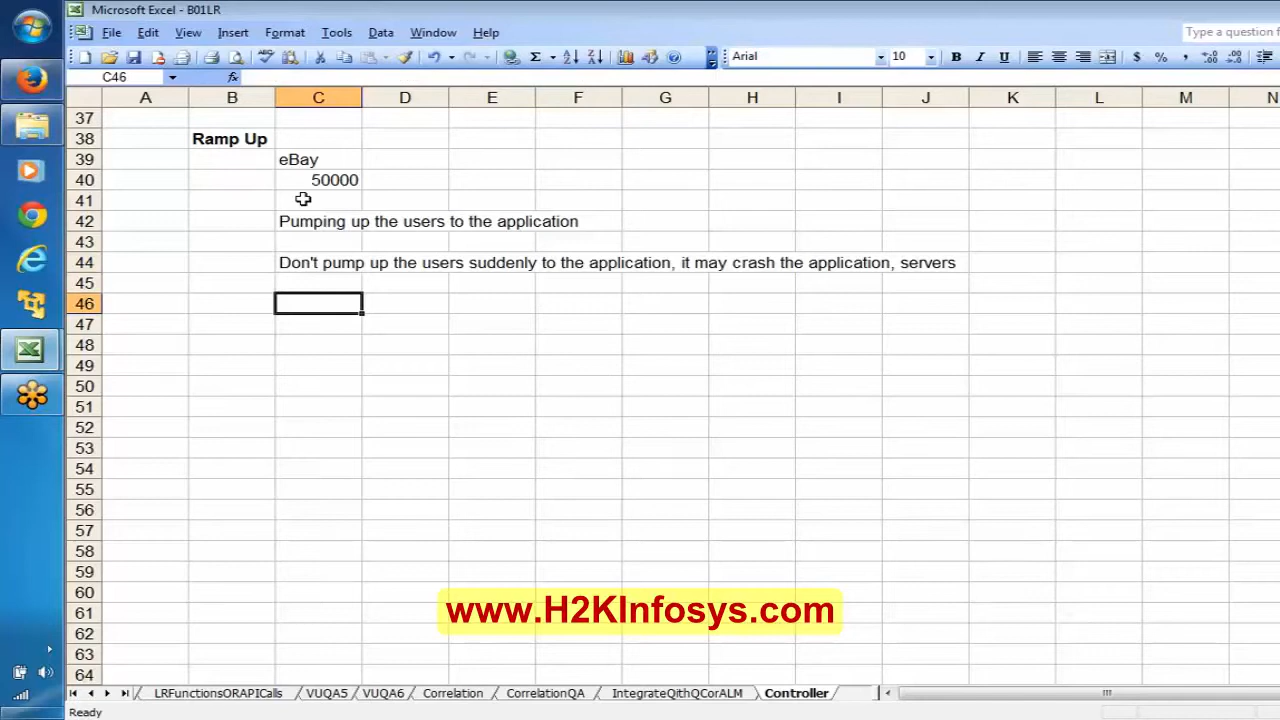 Microsoft Excel - B01LR
File Edit View Insert Format Tools Data Window Help
Type a question f
Arial 10 B I U $ % ,
C46 fx
A B C D E F G H I J K L M N
37
38 Ramp Up
39 eBay
40 50000
41
42 Pumping up the users to the application
43
44 Don't pump up the users suddenly to the application, it may crash the application, servers
45
46
47
48
49
50
51
52
53
54
55
56
57
58
59
60
www.H2KInfosys.com
61
62
63
64
LRFunctionsORAPICalls VUQA5 VUQA6 Correlation CorrelationQA IntegrateQithQCorALM Controller
Ready